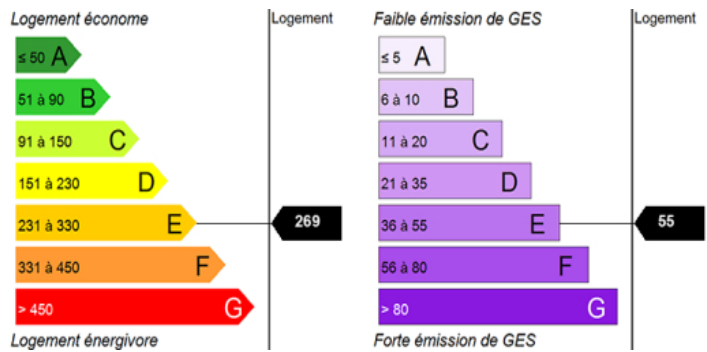 Logement économe
Logement
≤ 50 A
51 à 90 B
91 à 150 C
151 à 230 D
231 à 330 E
269
331 à 450 F
> 450 G
Logement énergivore
Faible émission de GES
Logement
≤ 5 A
6 à 10 B
11 à 20 C
21 à 35 D
36 à 55 E
55
56 à 80 F
> 80 G
Forte émission de GES